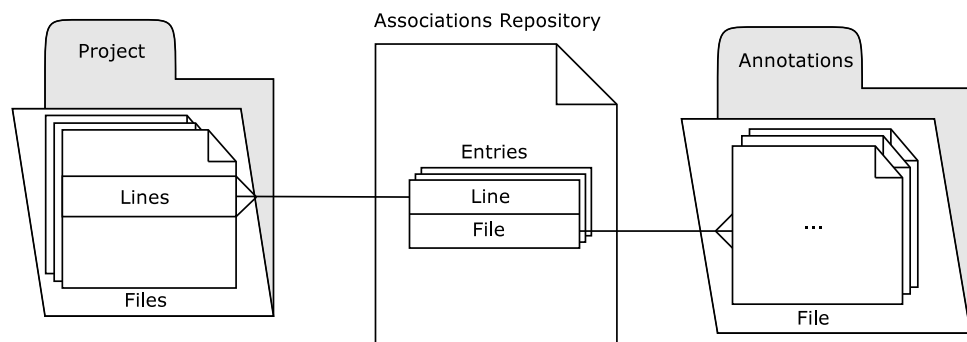 Associations Repository
Project
Annotations
Entries
Lines
Line
File
...
Files
File